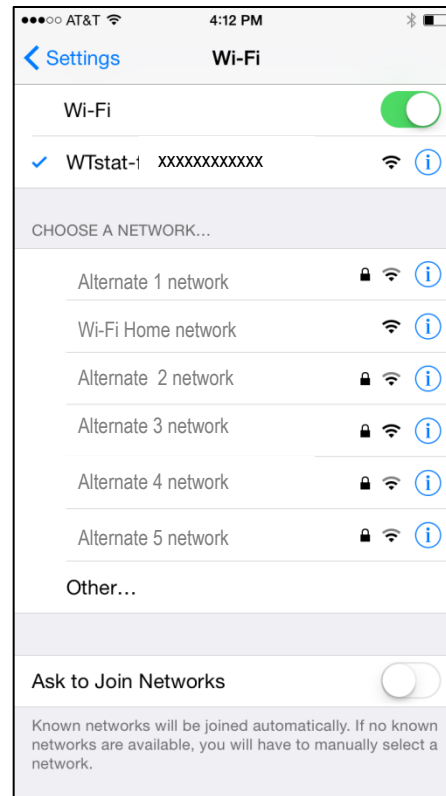 AT&T 4:12 PM
Settings Wi-Fi
Wi-Fi
WTstat- xxxxxxxxxxxx
CHOOSE A NETWORK...
Alternate 1 network
Wi-Fi Home network
Alternate 2 network
Alternate 3 network
Alternate 4 network
Alternate 5 network
Other...
Ask to Join Networks
Known networks will be joined automatically. If no known
networks are available, you will have to manually select a
network.